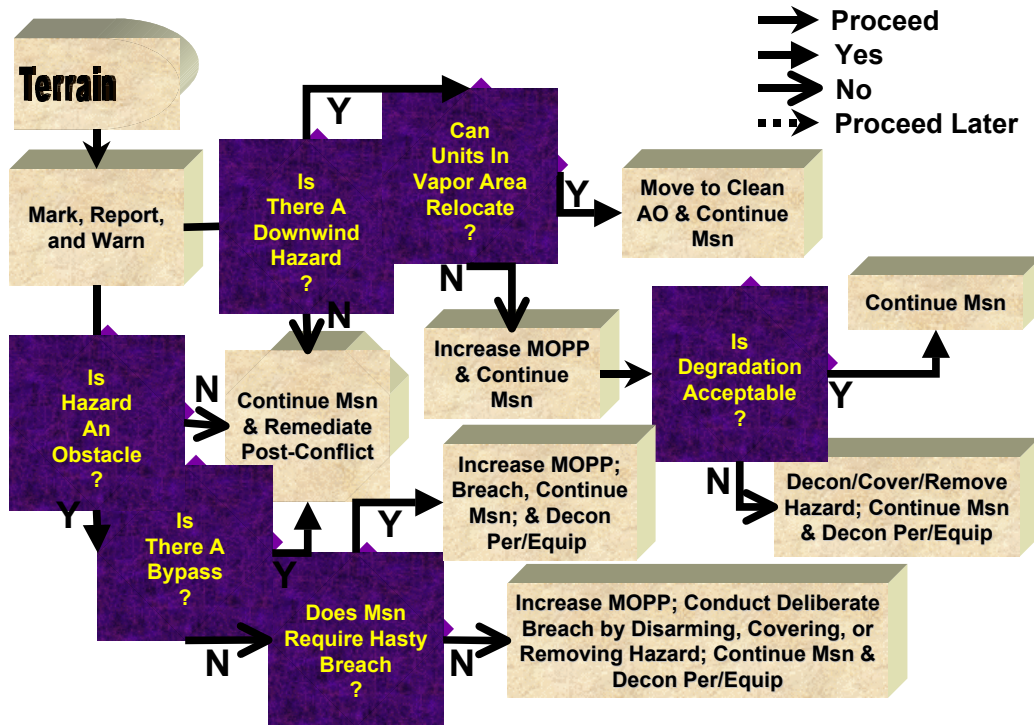 Proceed
Yes
No
Proceed Later
Terrain
Mark, Report,
and Warn
Is
There A
Downwind
Hazard
?
Y
Can
Units In
Vapor Area
Relocate
?
Y
Move to Clean
AO & Continue
Msn
N
N
Increase MOPP
& Continue
Msn
Is
Degradation
Acceptable
?
Y
Continue Msn
N
Decon/Cover/Remove
Hazard; Continue Msn
& Decon Per/Equip
Is
Hazard
An
Obstacle
?
N
Continue Msn
& Remediate
Post-Conflict
Y
Is
There A
Bypass
?
Y
N
Does Msn
Require Hasty
Breach
?
Y
Increase MOPP;
Breach, Continue
Msn; & Decon
Per/Equip
N
Increase MOPP; Conduct Deliberate
Breach by Disarming, Covering, or
Removing Hazard; Continue Msn &
Decon Per/Equip